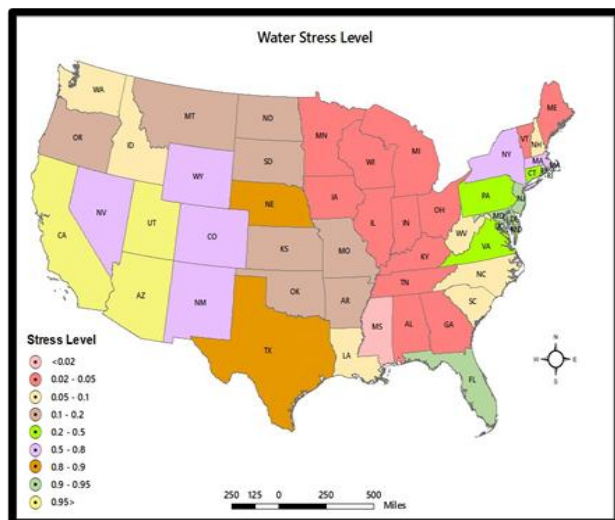 Water Stress Level
WA
MT
ND
MN
ME
OR
ID
SD
WI
MI
VT
NH
NY
MA
CT
WY
IA
NE
PA
NJ
NV
UT
CO
IL
IN
OH
MD
WV
VA
CA
KS
MO
KY
NC
TN
AZ
NM
OK
AR
SC
MS
AL
GA
TX
LA
FL
Stress Level
<0.02
0.02 - 0.05
0.05 - 0.1
0.1 - 0.2
0.2 - 0.5
0.5 - 0.8
0.8 - 0.9
0.9 - 0.95
0.95>
N
W E
S
250 125 0 250 500
Miles